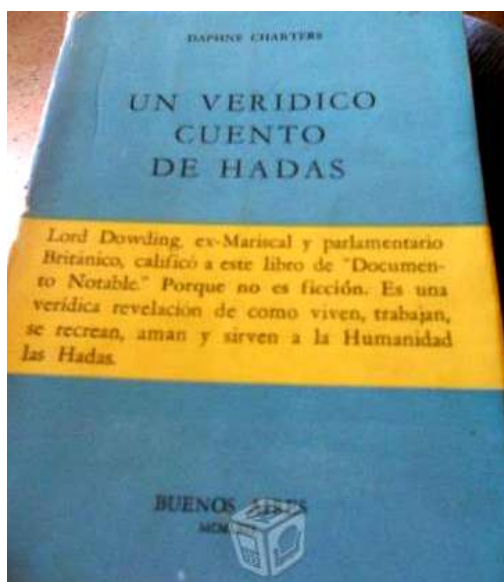 DAPHNE CHARTERS
UN VERIDICO
CUENTO
DE HADAS
Lord Dowding, ex-Mariscal y parlamentario
Británico, calificó a este libro de "Documen-
to Notable." Porque no es ficción. Es una
verídica revelación de como viven, trabajan,
se recrean, aman y sirven a la Humanidad
las Hadas.
BUENOS AIRES